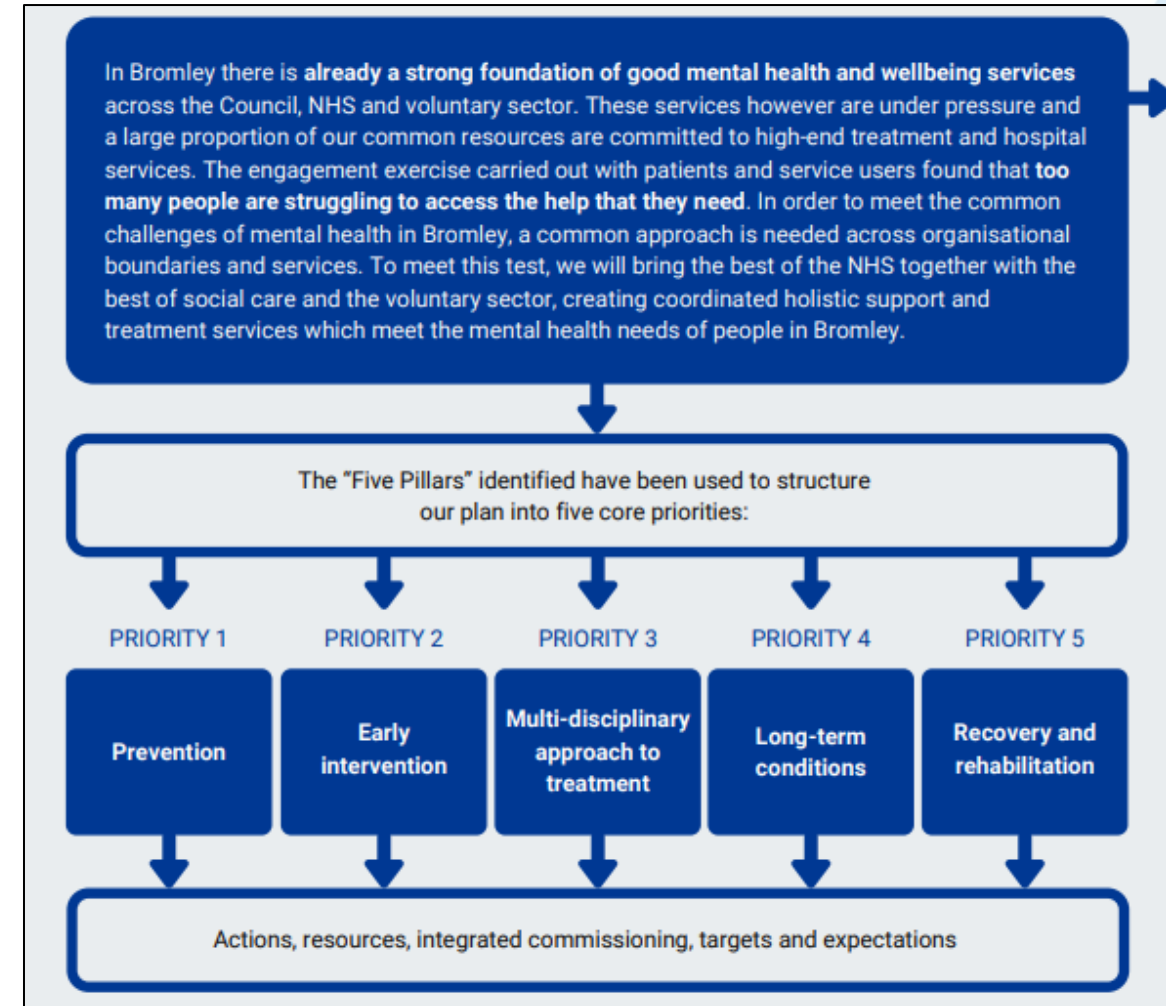 In Bromley there is already a strong foundation of good mental health and wellbeing services
across the Council, NHS and voluntary sector. These services however are under pressure and
a large proportion of our common resources are committed to high-end treatment and hospital
services. The engagement exercise carried out with patients and service users found that too
many people are struggling to access the help that they need. In order to meet the common
challenges of mental health in Bromley, a common approach is needed across organisational
boundaries and services. To meet this test, we will bring the best of the NHS together with the
best of social care and the voluntary sector, creating coordinated holistic support and
treatment services which meet the mental health needs of people in Bromley.
The “Five Pillars” identified have been used to structure
our plan into five core priorities:
PRIORITY 1
Prevention
PRIORITY 2
Early
intervention
PRIORITY 3
Multi-disciplinary
approach to
treatment
PRIORITY 4
Long-term
conditions
PRIORITY 5
Recovery and
rehabilitation
Actions, resources, integrated commissioning, targets and expectations